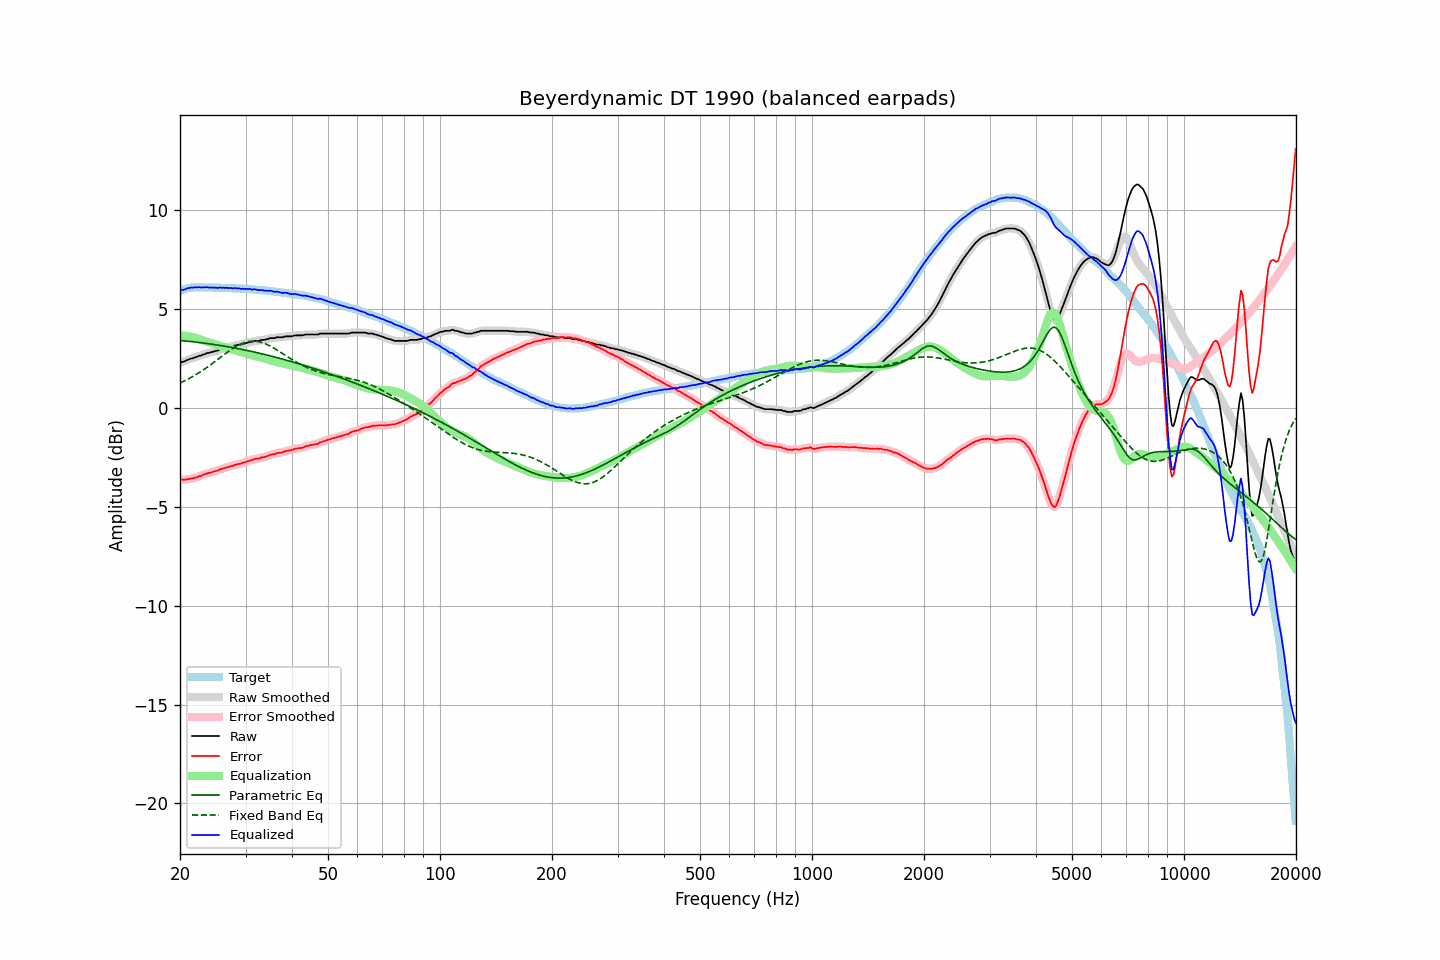 Beyerdynamic DT 1990 (balanced earpads)
Amplitude (dBr)
10
5
0
−5
−10
−15
−20
Target
Raw Smoothed
Error Smoothed
Raw
Error
Equalization
Parametric Eq
Fixed Band Eq
Equalized
20 50 100 200 500 1000 2000 5000 10000 20000
Frequency (Hz)